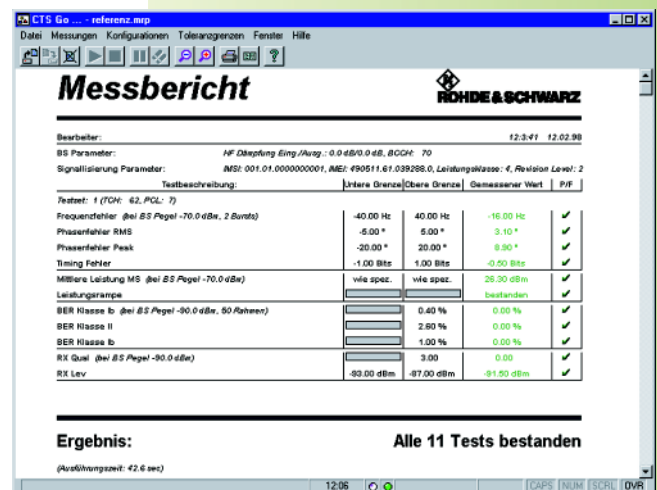 CTS Go ... - referenz.mrp
Datei Messungen Konfigurationen Toleranzgrenzen Fenster Hilfe
Messbericht
ROHDE & SCHWARZ
Bearbeiter: 12:3:41 12.02.98
BS Parameter: HF Dämpfung Eing./Ausg.: 0.0 dB/0.0 dB, BCCH: 70
Signallisierung Parameter: IMSI: 001.01.0000000001, IMEI: 490511.61.039288.0, Leistungsklasse: 4, Revision Level: 2
Testbeschreibung: Untere Grenze Obere Grenze Gemessener Wert P/F
Testset: 1 (TCH: 62, PCL: 7)
Frequenzfehler (bei BS Pegel -70.0 dBm, 2 Bursts) -40.00 Hz 40.00 Hz -16.00 Hz ✔
Phasenfehler RMS -5.00 ° 5.00 ° 3.10 ° ✔
Phasenfehler Peak -20.00 ° 20.00 ° 8.90 ° ✔
Timing Fehler -1.00 Bits 1.00 Bits -0.50 Bits ✔
Mittlere Leistung MS (bei BS Pegel -70.0 dBm) wie spez. wie spez. 26.30 dBm ✔
Leistungsrampe bestanden ✔
BER Klasse Ib (bei BS Pegel -90.0 dBm, 50 Rahmen) 0.40 % 0.00 % ✔
BER Klasse II 2.60 % 0.00 % ✔
BER Klasse Ib 1.00 % 0.00 % ✔
RX Qual (bei BS Pegel -90.0 dBm) 3.00 0.00 ✔
RX Lev -93.00 dBm -87.00 dBm -91.50 dBm ✔
Ergebnis: Alle 11 Tests bestanden
(Ausführungszeit: 42.6 sec)
12:06 CAPS NUM SCRL OVR